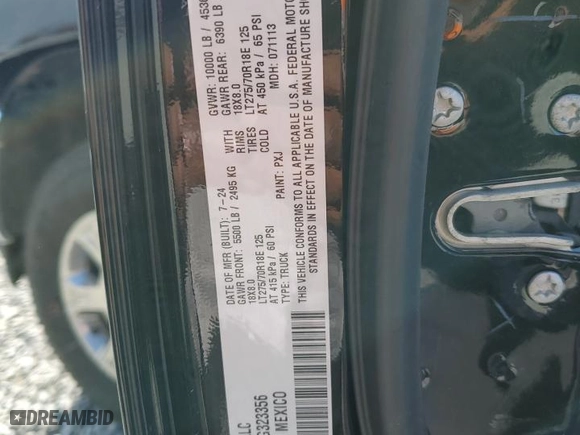 LC
DATE OF MFR (BUILT): 7-24 GVWR: 10000 LB / 4536
GAWR FRONT: 5500 LB / 2495 KG WITH GAWR REAR: 6390 LB
18X8.0 RIMS 18X8.0
LT275/70R18E 125 TIRES LT275/70R18E 125
AT 415 kPa / 60 PSI COLD AT 450 kPa / 65 PSI
TYPE: TRUCK PAINT: PXJ MDH: 071113
THIS VEHICLE CONFORMS TO ALL APPLICABLE U.S.A. FEDERAL MOTOR
STANDARDS IN EFFECT ON THE DATE OF MANUFACTURE SH
G323356
MEXICO
DREAMBID